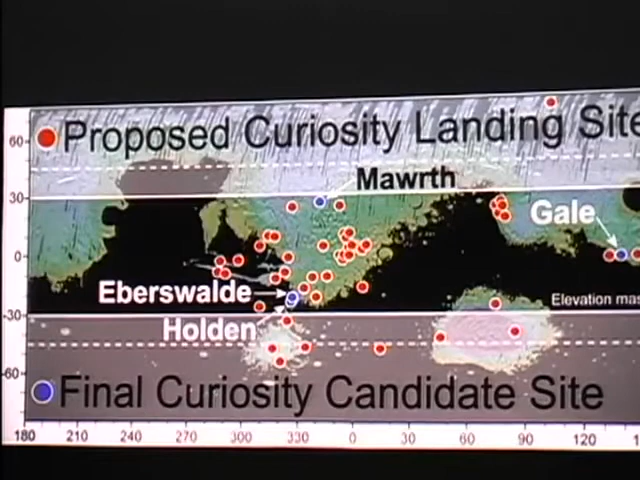 Proposed Curiosity Landing Site
Mawrth
Gale
Eberswalde
Elevation mas
Holden
Final Curiosity Candidate Site
60
30
0
-30
-60
180 210 240 270 300 330 0 30 60 90 120 1